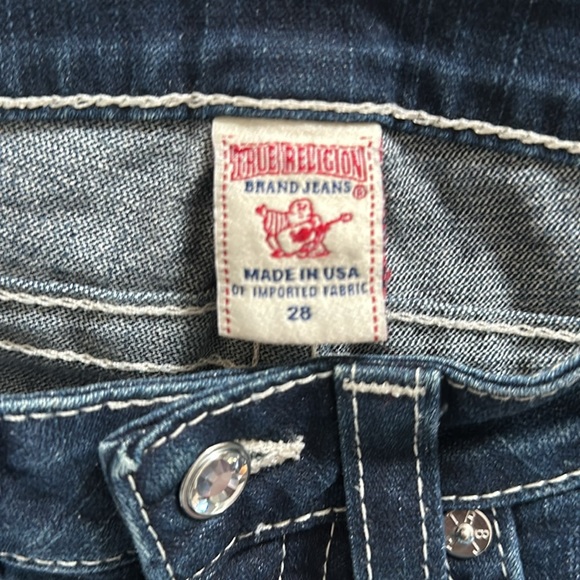 TRUE RELIGION
BRAND JEANS®
MADE IN USA
OF IMPORTED FABRIC
28